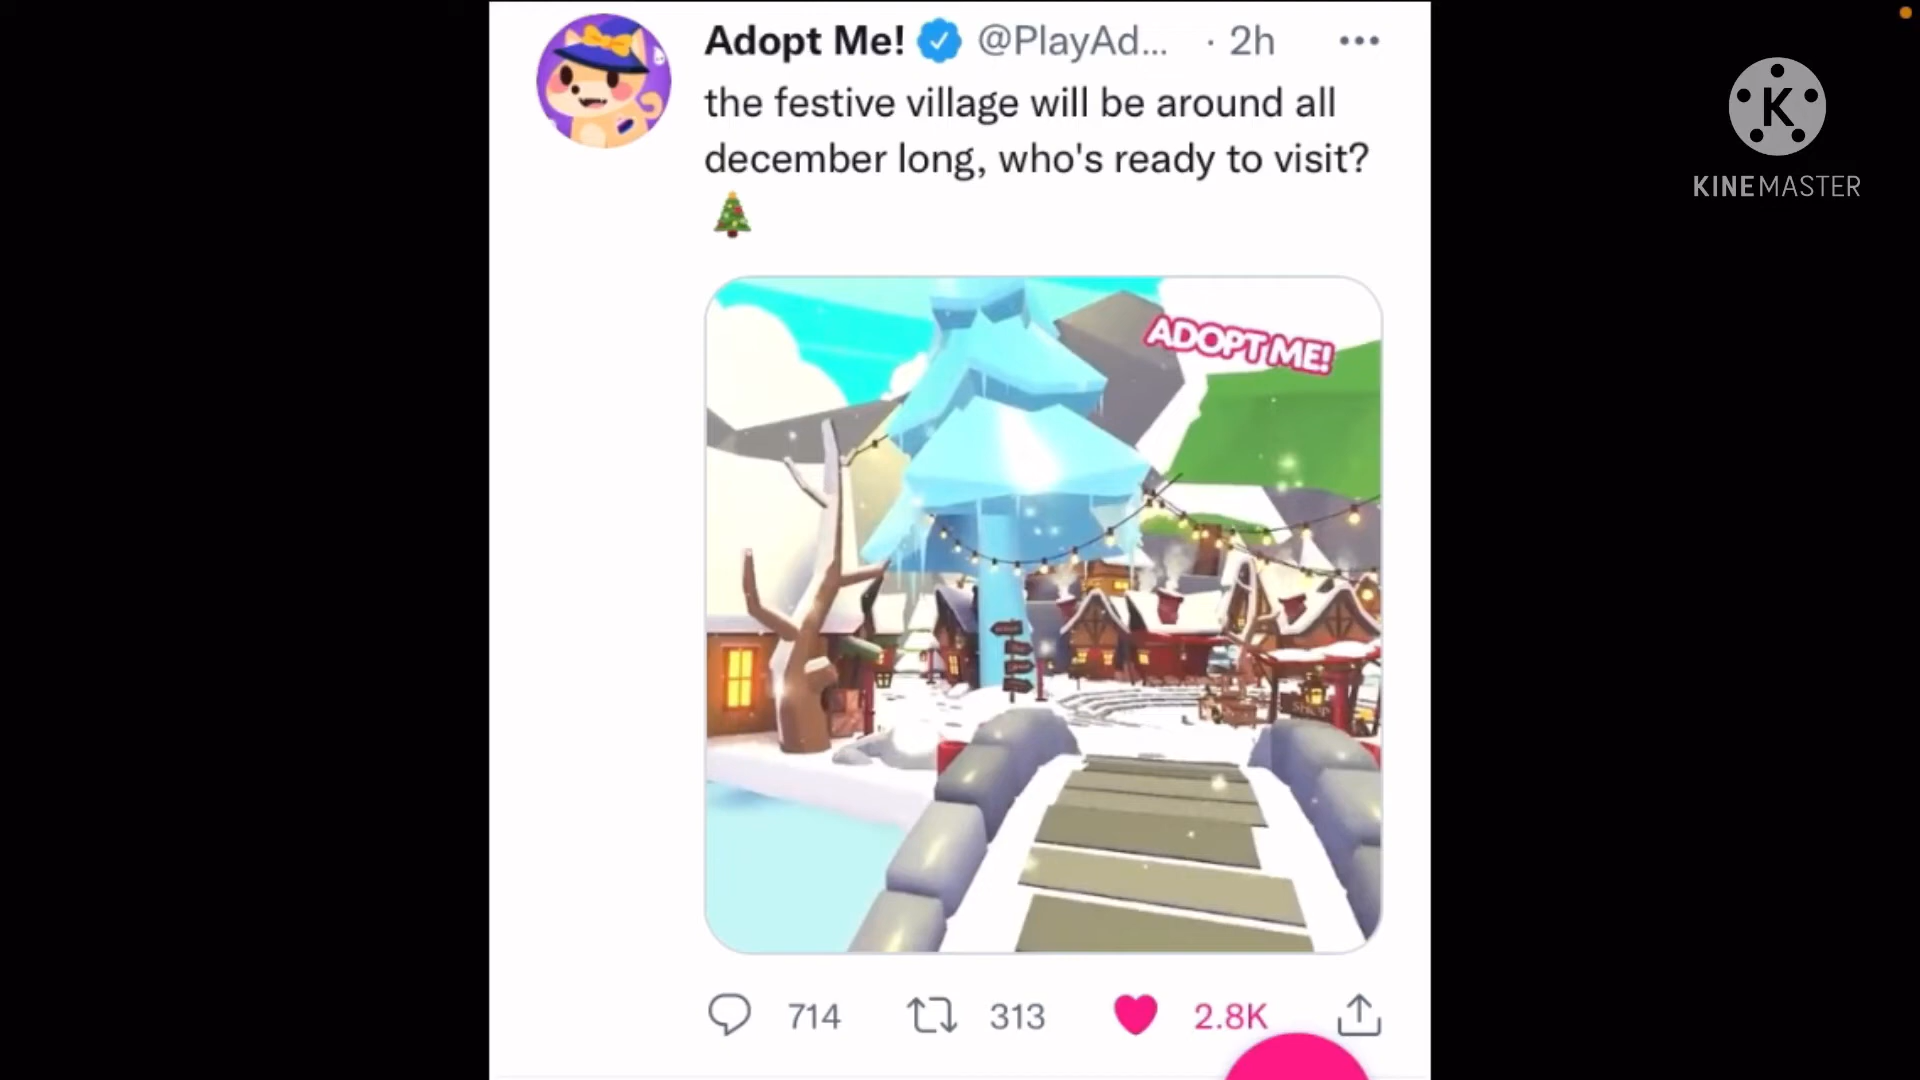 Adopt Me! @PlayAd... · 2h
the festive village will be around all
december long, who's ready to visit?
ADOPT ME!
SHOP
714 313 2.8K
K
KINEMASTER